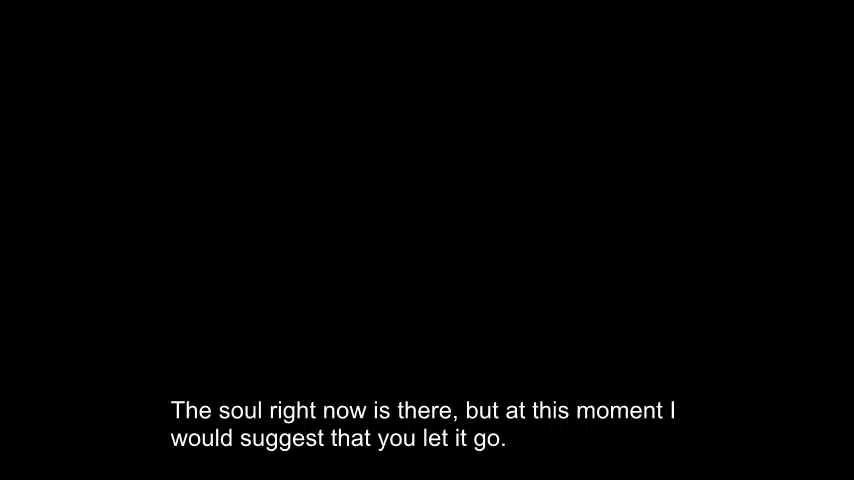 The soul right now is there, but at this moment I
would suggest that you let it go.